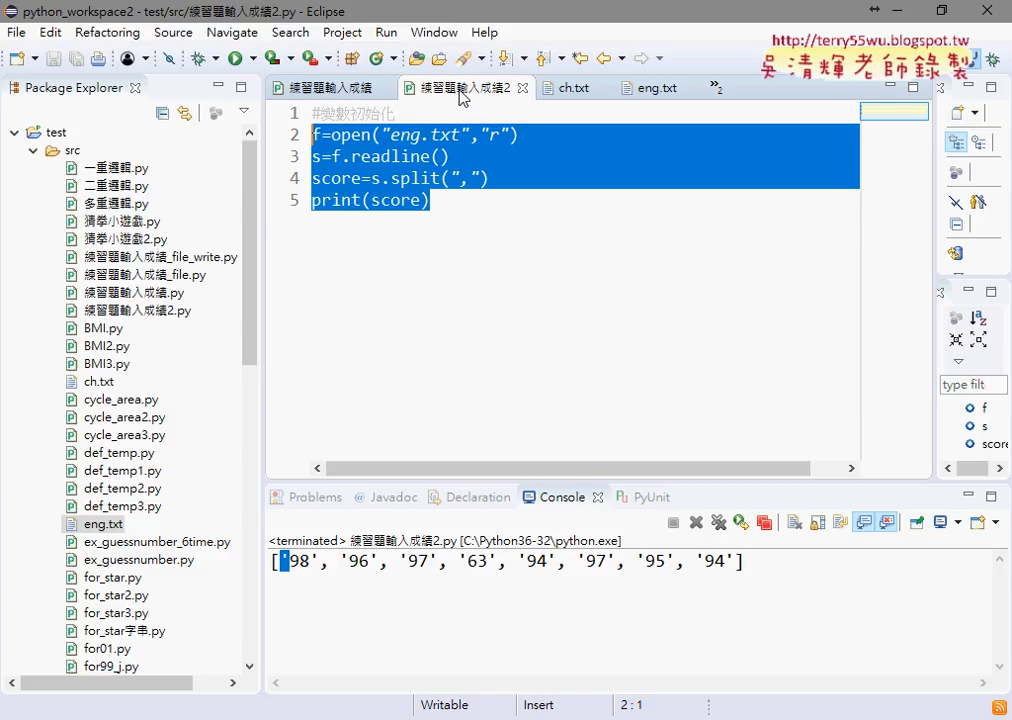 python_workspace2 - test/src/練習題輸入成績2.py - Eclipse
File Edit Refactoring Source Navigate Search Project Run Window Help
http://terry55wu.blogspot.tw
吳清輝老師錄製
Package Explorer
練習題輸入成績
練習題輸入成績2
ch.txt
eng.txt
»2
test
src
一重邏輯.py
二重邏輯.py
多重邏輯.py
猜拳小遊戲.py
猜拳小遊戲2.py
練習題輸入成績_file_write.py
練習題輸入成績_file.py
練習題輸入成績.py
練習題輸入成績2.py
BMI.py
BMI2.py
BMI3.py
ch.txt
cycle_area.py
cycle_area2.py
cycle_area3.py
def_temp.py
def_temp1.py
def_temp2.py
def_temp3.py
eng.txt
ex_guessnumber_6time.py
ex_guessnumber.py
for_star.py
for_star2.py
for_star3.py
for_star字串.py
for01.py
for99_j.py
1 #變數初始化
2 f=open("eng.txt","r")
3 s=f.readline()
4 score=s.split(",")
5 print(score)
type filt
f
s
score
Problems
Javadoc
Declaration
Console
PyUnit
<terminated> 練習題輸入成績2.py [C:\Python36-32\python.exe]
['98', '96', '97', '63', '94', '97', '95', '94']
Writable
Insert
2 : 1